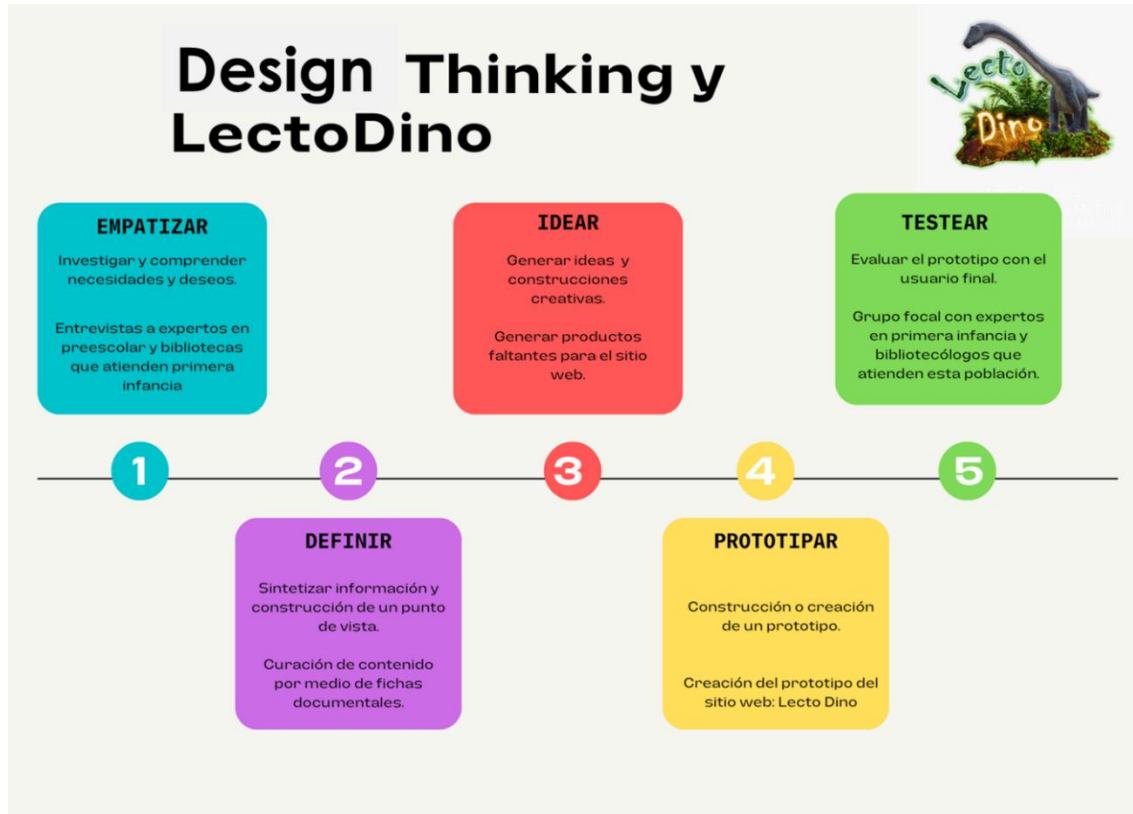 Design Thinking y
LectoDino
Lecto
Dino
EMPATIZAR
Investigar y comprender
necesidades y deseos.
Entrevistas a expertos en
preescolar y bibliotecas
que atienden primera
infancia
IDEAR
Generar ideas y
construcciones
creativas.
Generar productos
faltantes para el sitio
web.
TESTEAR
Evaluar el prototipo con el
usuario final.
Grupo focal con expertos
en primera infancia y
bibliotecólogos que
atienden esta población.
1
2
3
4
5
DEFINIR
Sintetizar información y
construcción de un punto
de vista.
Curación de contenido
por medio de fichas
documentales.
PROTOTIPAR
Construcción o creación
de un prototipo.
Creación del prototipo del
sitio web: Lecto Dino